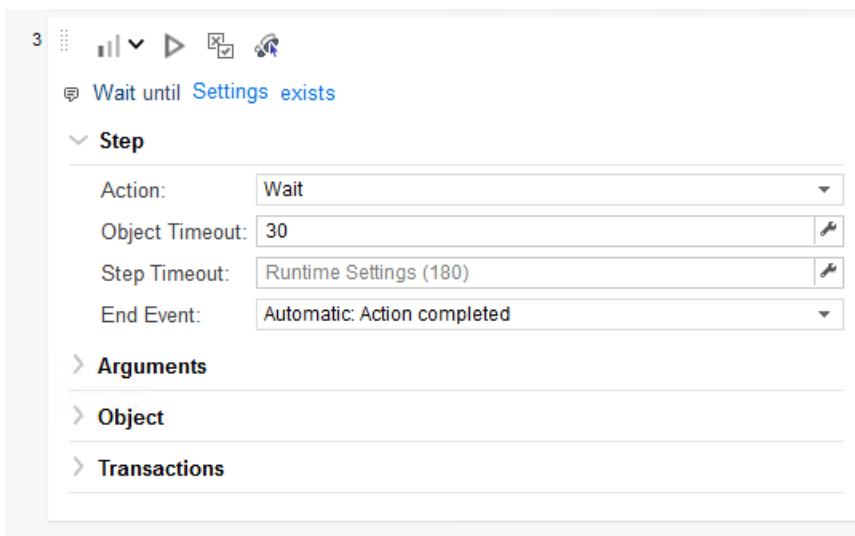 3
Wait until Settings exists
Step
Action: Wait
Object Timeout: 30
Step Timeout: Runtime Settings (180)
End Event: Automatic: Action completed
Arguments
Object
Transactions